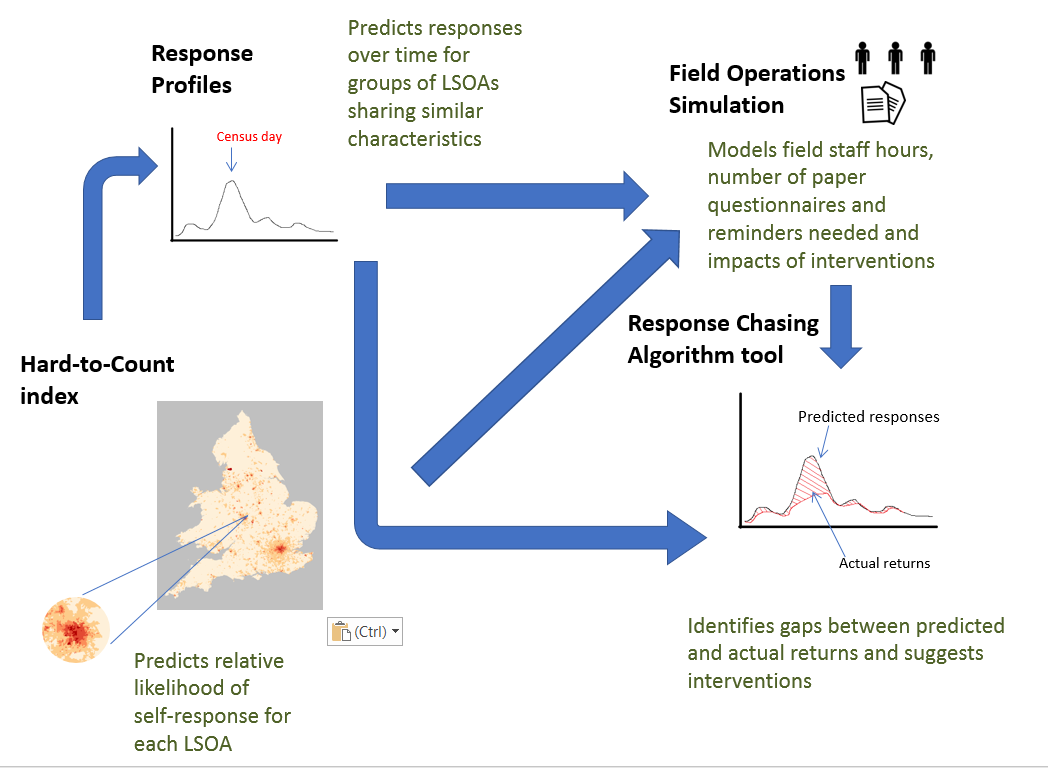 Response
Profiles
Predicts responses
over time for
groups of LSOAs
sharing similar
characteristics
Census day
Field Operations
Simulation
Models field staff hours,
number of paper
questionnaires and
reminders needed and
impacts of interventions
Hard-to-Count
index
Predicts relative
likelihood of
self-response for
each LSOA
(Ctrl)
Response Chasing
Algorithm tool
Predicted responses
Actual returns
Identifies gaps between predicted
and actual returns and suggests
interventions